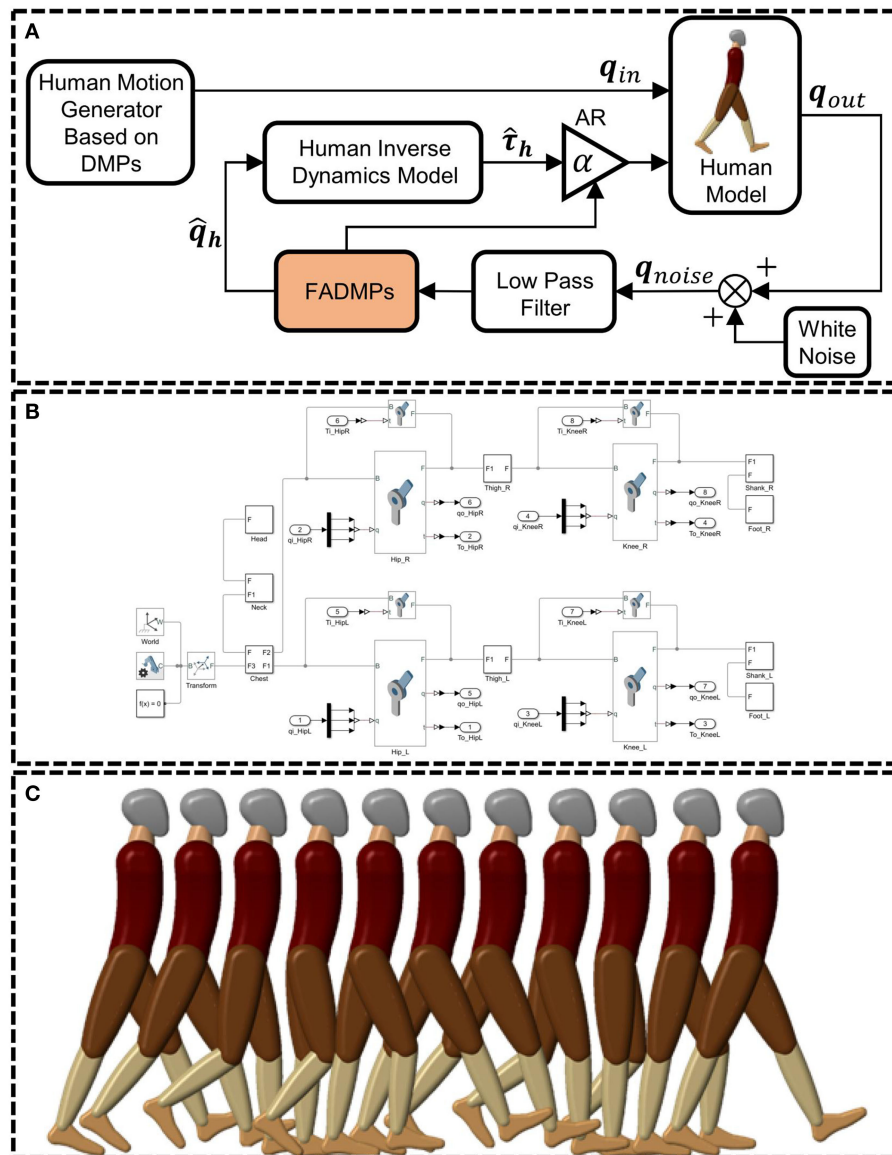 A
Human Motion
Generator
Based on
DMPs
q_in
Human Inverse
Dynamics Model
τ̂_h
AR
α
Human
Model
q_out
q̂_h
FADMPs
Low Pass
Filter
q_noise
+
+
White
Noise
B
6
Ti_HipR
B
t
F
8
Ti_KneeR
B
t
F
2
qi_HipR
B
q
F
q
t
Hip_R
6
qo_HipR
2
To_HipR
F1
F
Thigh_R
4
qi_KneeR
B
q
F
q
t
Knee_R
8
qo_KneeR
4
To_KneeR
F1
F
Shank_R
F
Foot_R
F
Head
F
F1
Neck
W
World
C
f(x) = 0
B
F
Transform
F
F2
F3
F1
Chest
5
Ti_HipL
B
t
F
7
Ti_KneeL
B
t
F
1
qi_HipL
B
q
F
q
t
Hip_L
5
qo_HipL
1
To_HipL
F1
F
Thigh_L
3
qi_KneeL
B
q
F
q
t
Knee_L
7
qo_KneeL
3
To_KneeL
F1
F
Shank_L
F
Foot_L
C